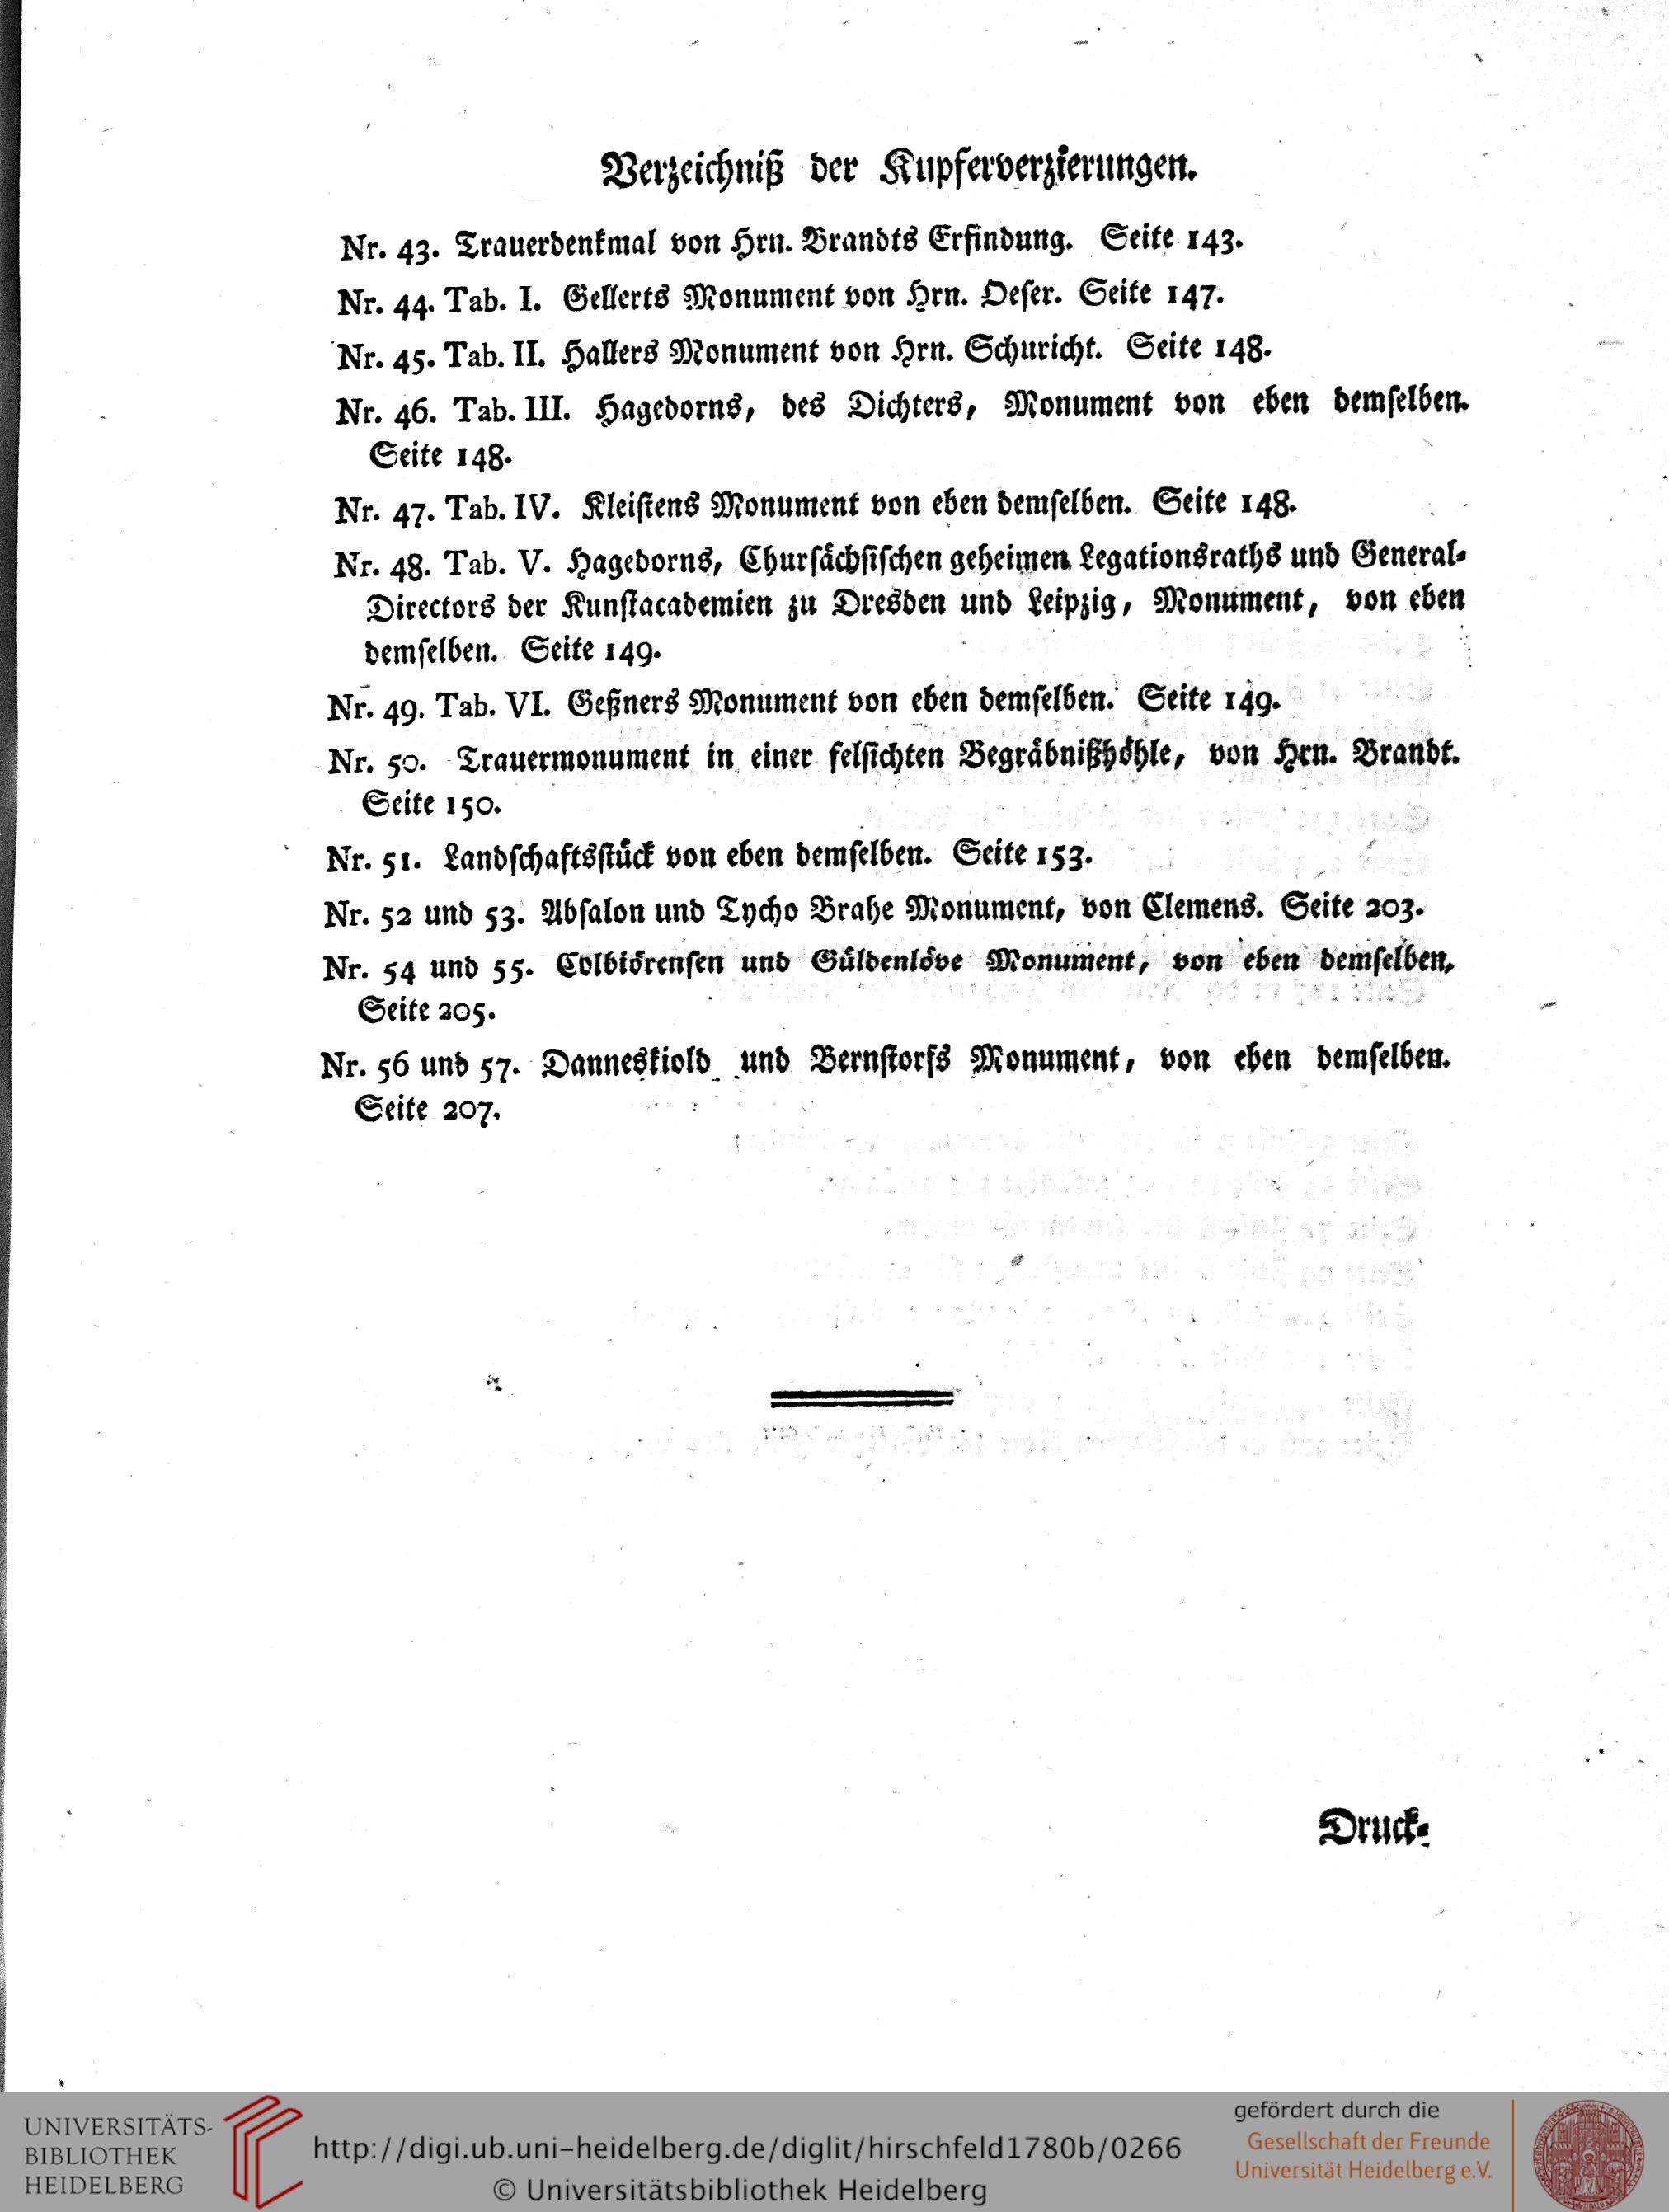 Verzeichniß der Kupferverzierungen.
Nr. 43. Trauerdenkmal von Hrn. Brandts Erfindung. Seite 143.
Nr. 44. Tab. I. Gellerts Monument von Hrn. Oeser. Seite 147.
Nr. 45. Tab. II. Hallers Monument von Hrn. Schuricht. Seite 148.
Nr. 46. Tab. III. Hagedorns, des Dichters, Monument von eben demselben.
Seite 148.
Nr. 47. Tab. IV. Kleistens Monument von eben demselben. Seite 148.
Nr. 48. Tab. V. Hagedorns, Chursächsischen geheimen Legationsraths und General-
Directors der Kunstacademien zu Dresden und Leipzig, Monument, von eben
demselben. Seite 149.
Nr. 49. Tab. VI. Geßners Monument von eben demselben. Seite 149.
Nr. 50. Trauermonument in einer felsichten Begräbnißhöhle, von Hrn. Brandt.
Seite 150.
Nr. 51. Landschaftsstück von eben demselben. Seite 153.
Nr. 52 und 53. Absalon und Tycho Brahe Monument, von Clemens. Seite 203.
Nr. 54 und 55. Colbiörensen und Güldenlöve Monument, von eben demselben.
Seite 205.
Nr. 56 und 57. Danneskiold und Bernstorfs Monument, von eben demselben.
Seite 207.
Druck-
UNIVERSITÄTS-
BIBLIOTHEK
HEIDELBERG
http://digi.ub.uni-heidelberg.de/diglit/hirschfeld1780b/0266
© Universitätsbibliothek Heidelberg
gefördert durch die
Gesellschaft der Freunde
Universität Heidelberg e.V.